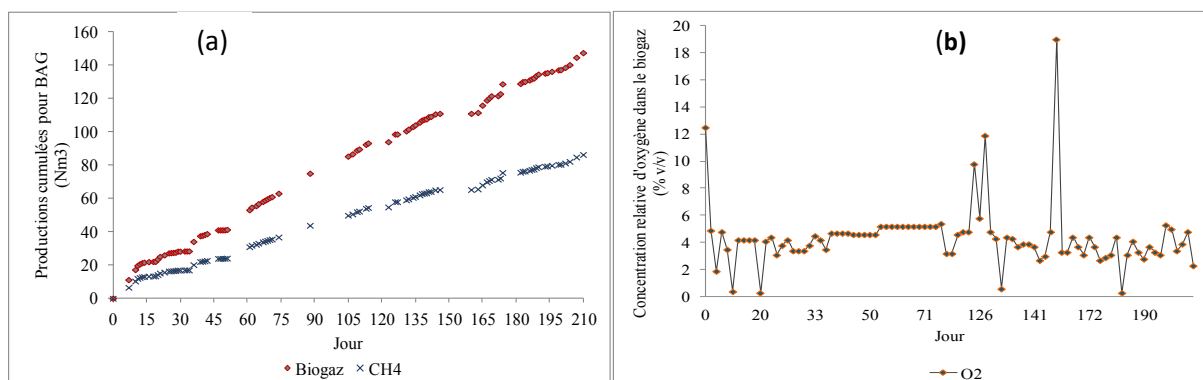 (a)
Productions cumulées pour BAG
(Nm3)
160
140
120
100
80
60
40
20
0
0 15 30 45 60 75 90 105 120 135 150 165 180 195 210
Jour
Biogaz CH4
(b)
Concentration relative d'oxygène dans le biogaz
(% v/v)
20
18
16
14
12
10
8
6
4
2
0
0 20 33 50 71 126 141 172 190
Jour
O2